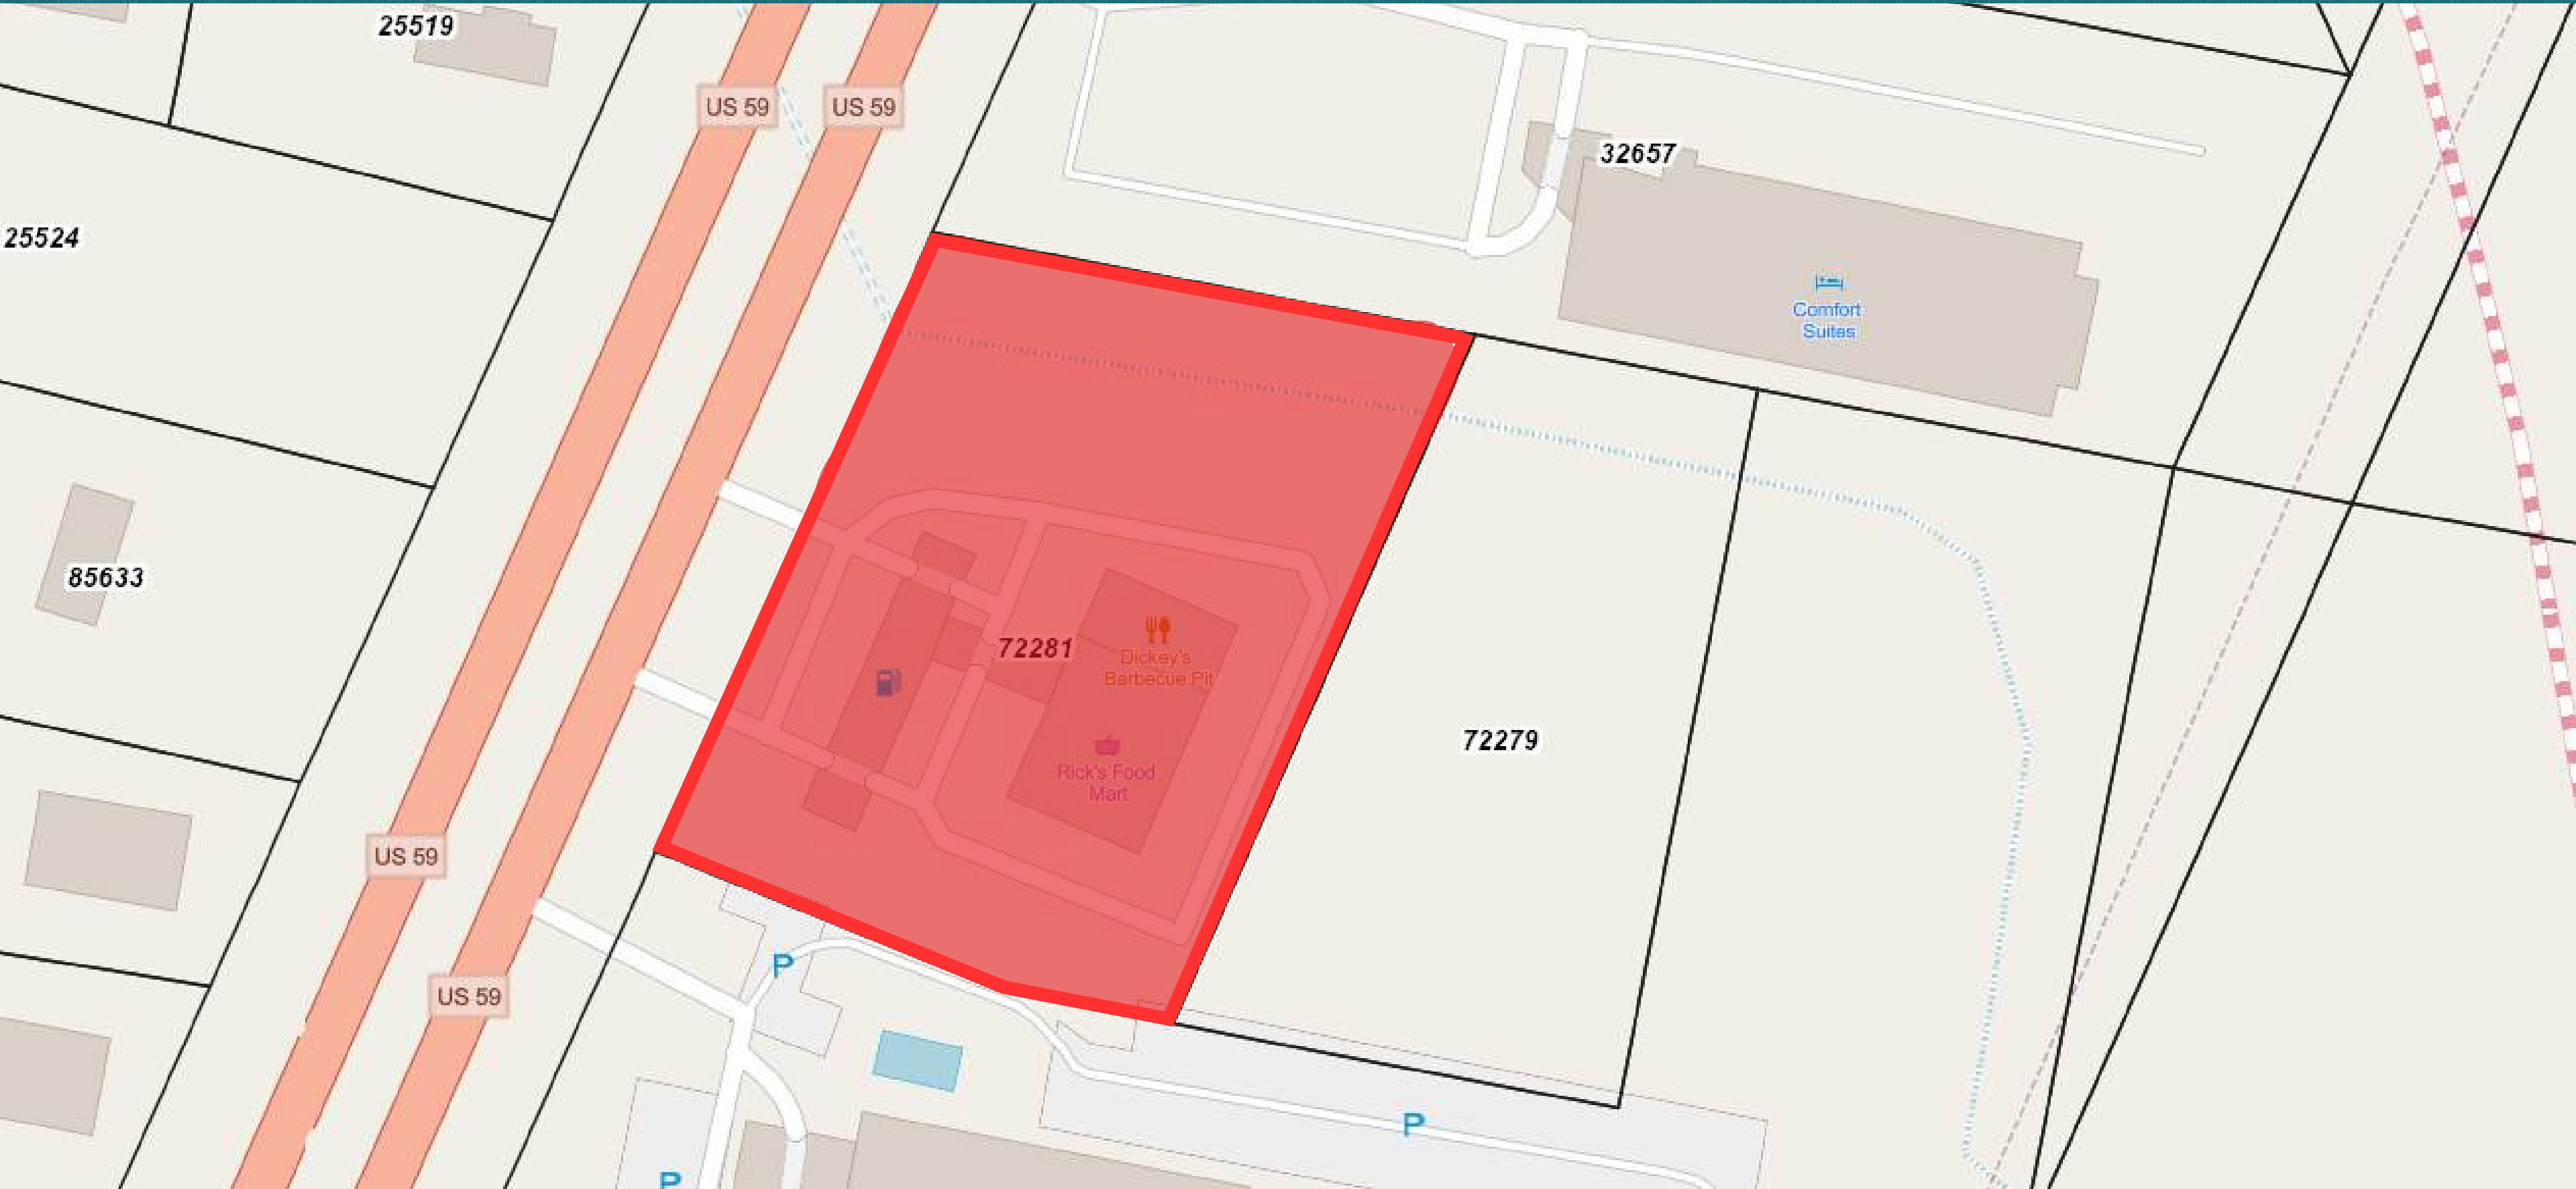 25519
US 59
US 59
32657
25524
Comfort
Suites
85633
72281
Dickey's
Barbecue Pit
72279
Rick's Food
Mart
US 59
P
US 59
P
P